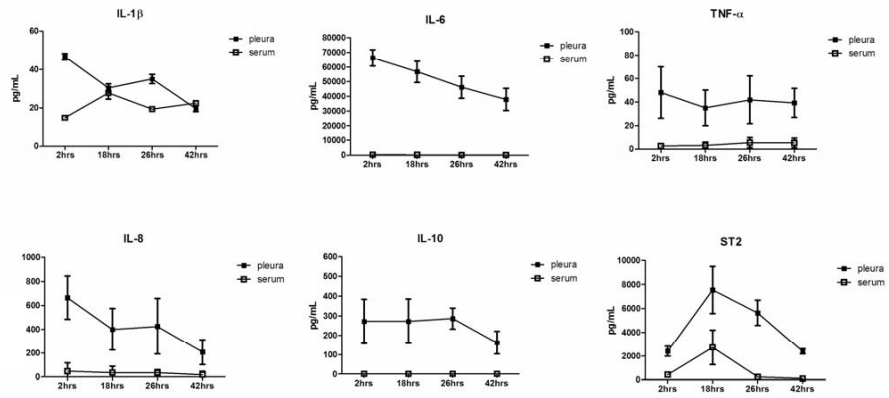 IL-1β
60
40
20
0
pg/mL
2hrs 18hrs 26hrs 42hrs
pleura
serum
IL-6
80000
70000
60000
50000
40000
30000
20000
10000
0
pg/mL
2hrs 18hrs 26hrs 42hrs
pleura
serum
TNF-α
100
80
60
40
20
0
pg/mL
2hrs 18hrs 26hrs 42hrs
pleura
serum
IL-8
1000
800
600
400
200
0
pg/mL
2hrs 18hrs 26hrs 42hrs
pleura
serum
IL-10
600
500
400
300
200
100
0
pg/mL
2hrs 18hrs 26hrs 42hrs
pleura
serum
ST2
10000
8000
6000
4000
2000
0
pg/mL
2hrs 18hrs 26hrs 42hrs
pleura
serum